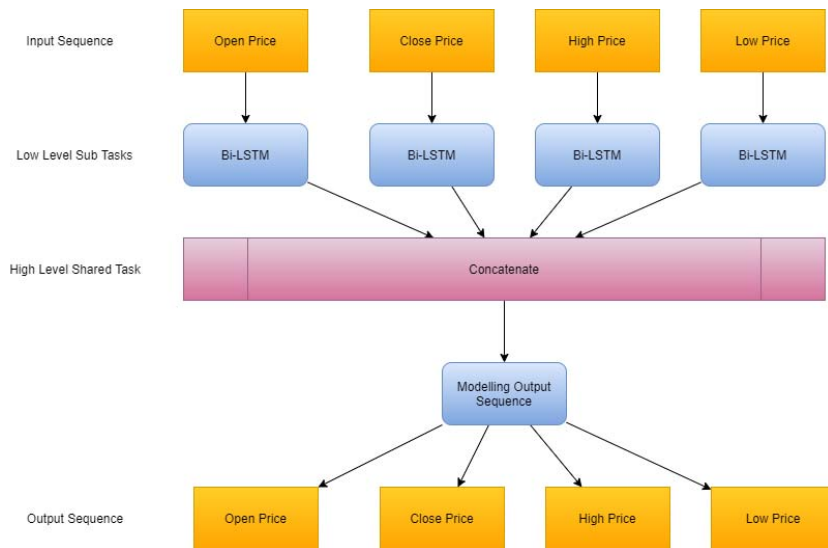 Input Sequence
Open Price
Close Price
High Price
Low Price
Low Level Sub Tasks
Bi-LSTM
Bi-LSTM
Bi-LSTM
Bi-LSTM
High Level Shared Task
Concatenate
Modelling Output
Sequence
Output Sequence
Open Price
Close Price
High Price
Low Price